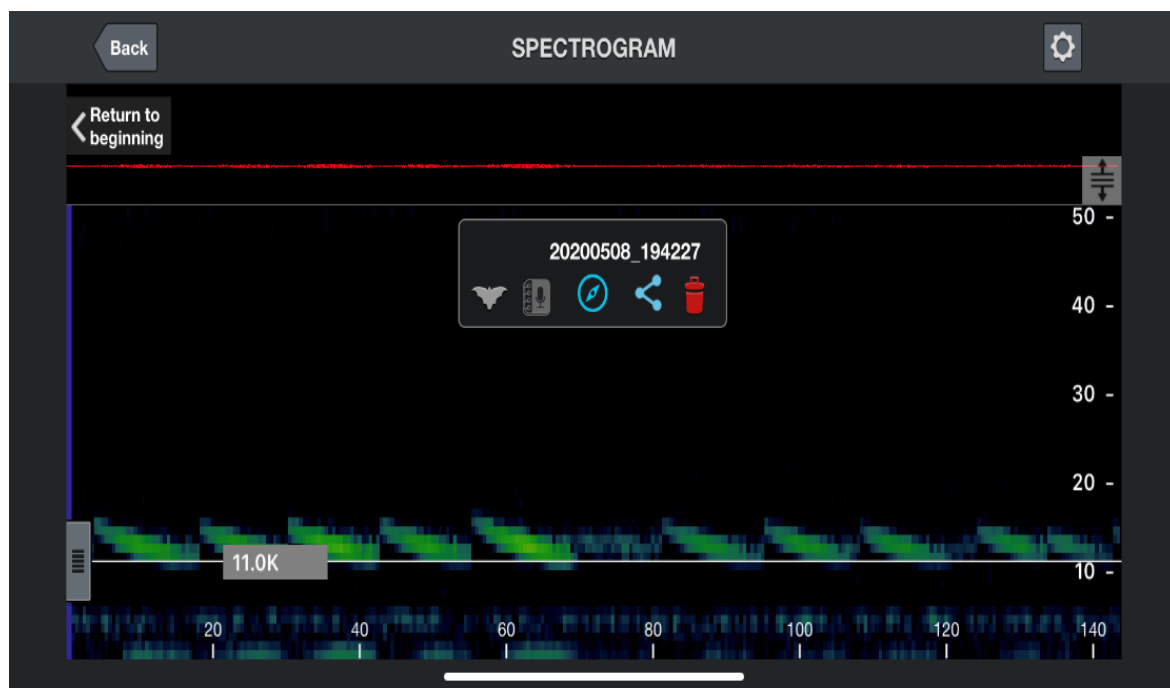 Back
SPECTROGRAM
Return to
beginning
50 -
20200508_194227
40 -
30 -
20 -
11.0K
10 -
20 40 60 80 100 120 140